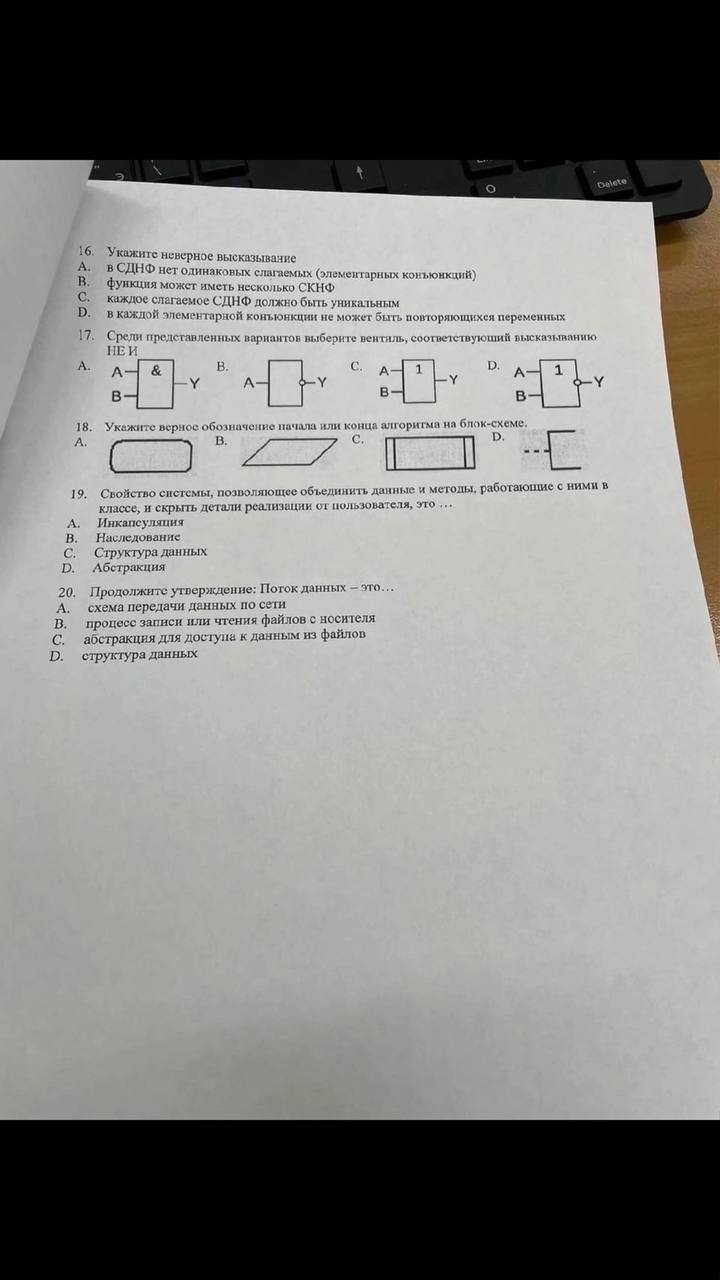 Э
\
↑
O
Delete
16. Укажите неверное высказывание
A. в СДНФ нет одинаковых слагаемых (элементарных конъюнкций)
B. функция может иметь несколько СКНФ
C. каждое слагаемое СДНФ должно быть уникальным
D. в каждой элементарной конъюнкции не может быть повторяющихся переменных
17. Среди представленных вариантов выберите вентиль, соответствующий высказыванию
НЕ И
A. A & B Y B. A Y C. A 1 B Y D. A 1 B Y
18. Укажите верное обозначение начала или конца алгоритма на блок-схеме.
A. B. C. D.
19. Свойство системы, позволяющее объединить данные и методы, работающие с ними в
классе, и скрыть детали реализации от пользователя, это …
A. Инкапсуляция
B. Наследование
C. Структура данных
D. Абстракция
20. Продолжите утверждение: Поток данных – это…
A. схема передачи данных по сети
B. процесс записи или чтения файлов с носителя
C. абстракция для доступа к данным из файлов
D. структура данных